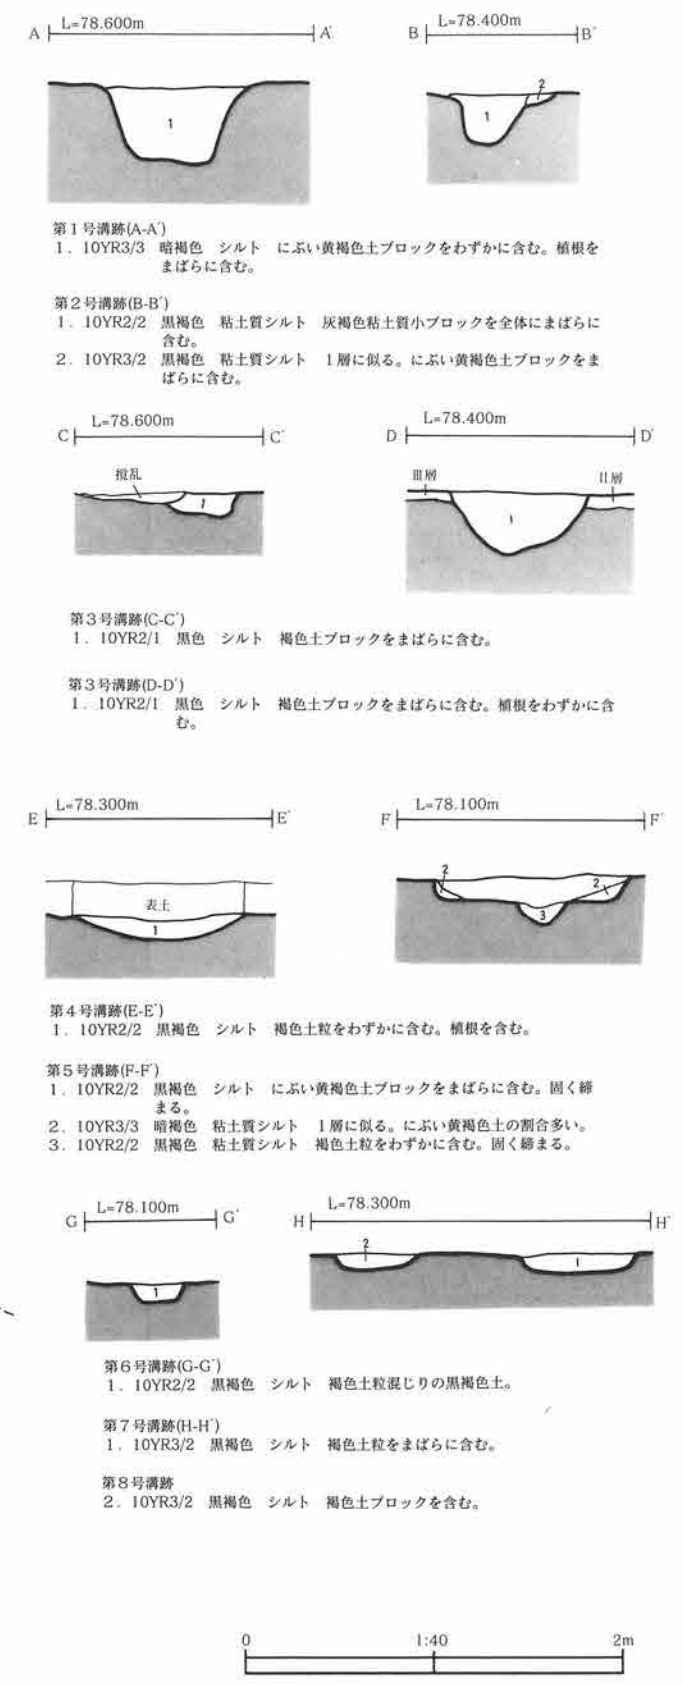 L=78.600m
A A´
L=78.400m
B B´
1
1
2
第1号溝跡(A-A´)
1. 10YR3/3 暗褐色 シルト にぶい黄褐色土ブロックをわずかに含む。植根を
まばらに含む。
第2号溝跡(B-B´)
1. 10YR2/2 黒褐色 粘土質シルト 灰褐色粘土質小ブロックを全体にまばらに
含む。
2. 10YR3/2 黒褐色 粘土質シルト 1層に似る。にぶい黄褐色土ブロックをま
ばらに含む。
L=78.600m
C C´
L=78.400m
D D´
撹乱
1
Ⅲ層
Ⅱ層
1
第3号溝跡(C-C´)
1. 10YR2/1 黒色 シルト 褐色土ブロックをまばらに含む。
第3号溝跡(D-D´)
1. 10YR2/1 黒色 シルト 褐色土ブロックをまばらに含む。植根をわずかに含
む。
L=78.300m
E E´
L=78.100m
F F´
表土
1
2
2
3
第4号溝跡(E-E´)
1. 10YR2/2 黒褐色 シルト 褐色土粒をわずかに含む。植根を含む。
第5号溝跡(F-F´)
1. 10YR2/2 黒褐色 シルト にぶい黄褐色土ブロックをまばらに含む。固く締
まる。
2. 10YR3/3 暗褐色 粘土質シルト 1層に似る。にぶい黄褐色土の割合多い。
3. 10YR2/2 黒褐色 粘土質シルト 褐色土粒をわずかに含む。固く締まる。
L=78.100m
G G´
L=78.300m
H H´
1
2
1
第6号溝跡(G-G´)
1. 10YR2/2 黒褐色 シルト 褐色土粒混じりの黒褐色土。
第7号溝跡(H-H´)
1. 10YR3/2 黒褐色 シルト 褐色土粒をまばらに含む。
第8号溝跡
2. 10YR3/2 黒褐色 シルト 褐色土ブロックを含む。
0 1:40 2m